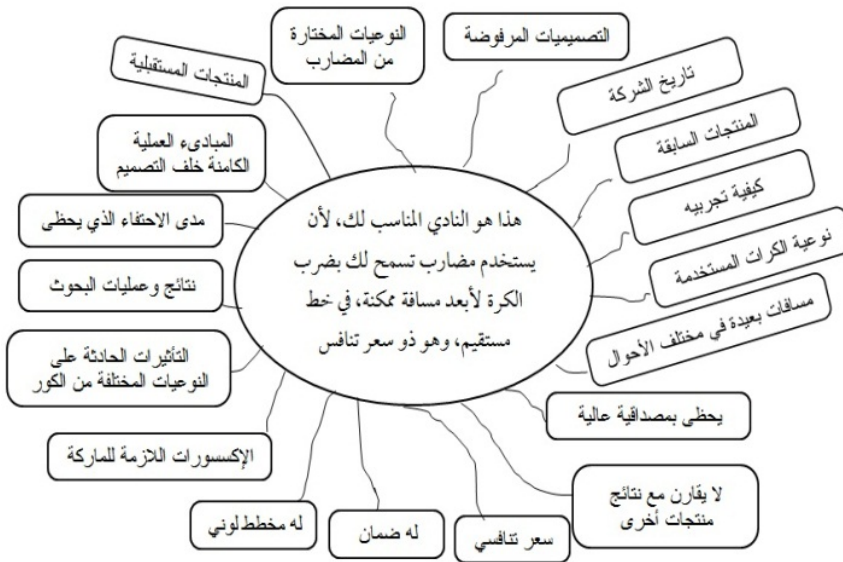 التصميميات المرفوضة
النوعيات المختارة
من المضارب
المنتجات المستقبلية
تاريخ الشركة
المنتجات السابقة
كيفية تجربيه
نوعية الكرات المستخدمة
مسافات بعيدة في مختلف الأحوال
المبادىء العملية
الكامنة خلف التصميم
مدى الاحتفاء الذي يحظى
نتائج وعمليات البحوث
التأثيرات الحادثة على
النوعيات المختلفة من الكور
الإكسسورات اللازمة للماركة
هذا هو النادي المناسب لك، لأن
يستخدم مضارب تسمح لك بضرب
الكرة لأبعد مسافة ممكنة، في خط
مستقيم، وهو ذو سعر تنافس
يحظى بمصداقية عالية
لا يقارن مع نتائج
منتجات أخرى
سعر تنافسي
له ضمان
له مخطط لوني